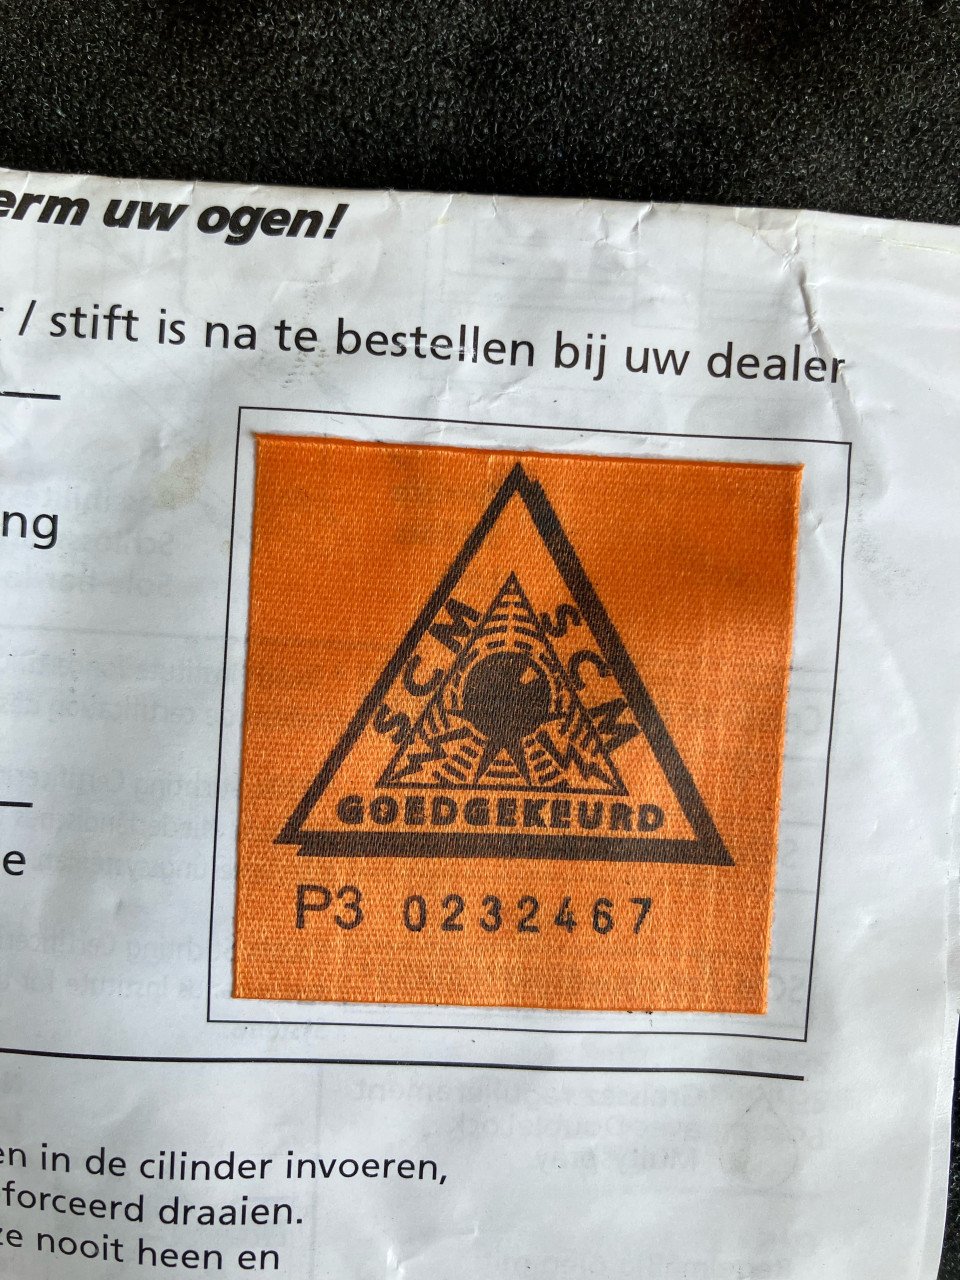 erm uw ogen!
/ stift is na te bestellen bij uw dealer
ng
SCM SCM
GOEDGEKEURD
e
P3 0232467
en in de cilinder invoeren,
forceerd draaien.
ze nooit heen en